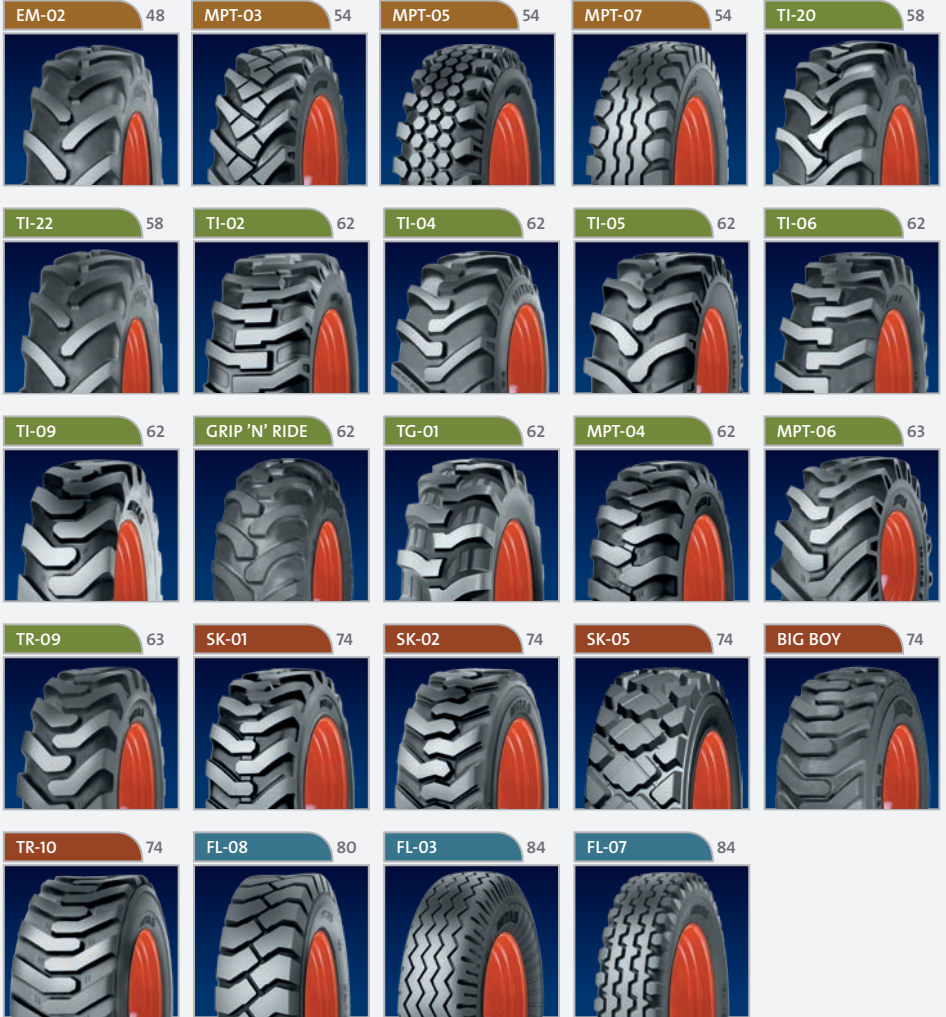 EM-02 48 MPT-03 54 MPT-05 54 MPT-07 54 TI-20 58
TI-22 58 TI-02 62 TI-04 62 TI-05 62 TI-06 62
TI-09 62 GRIP 'N' RIDE 62 TG-01 62 MPT-04 62 MPT-06 63
TR-09 63 SK-01 74 SK-02 74 SK-05 74 BIG BOY 74
TR-10 74 FL-08 80 FL-03 84 FL-07 84